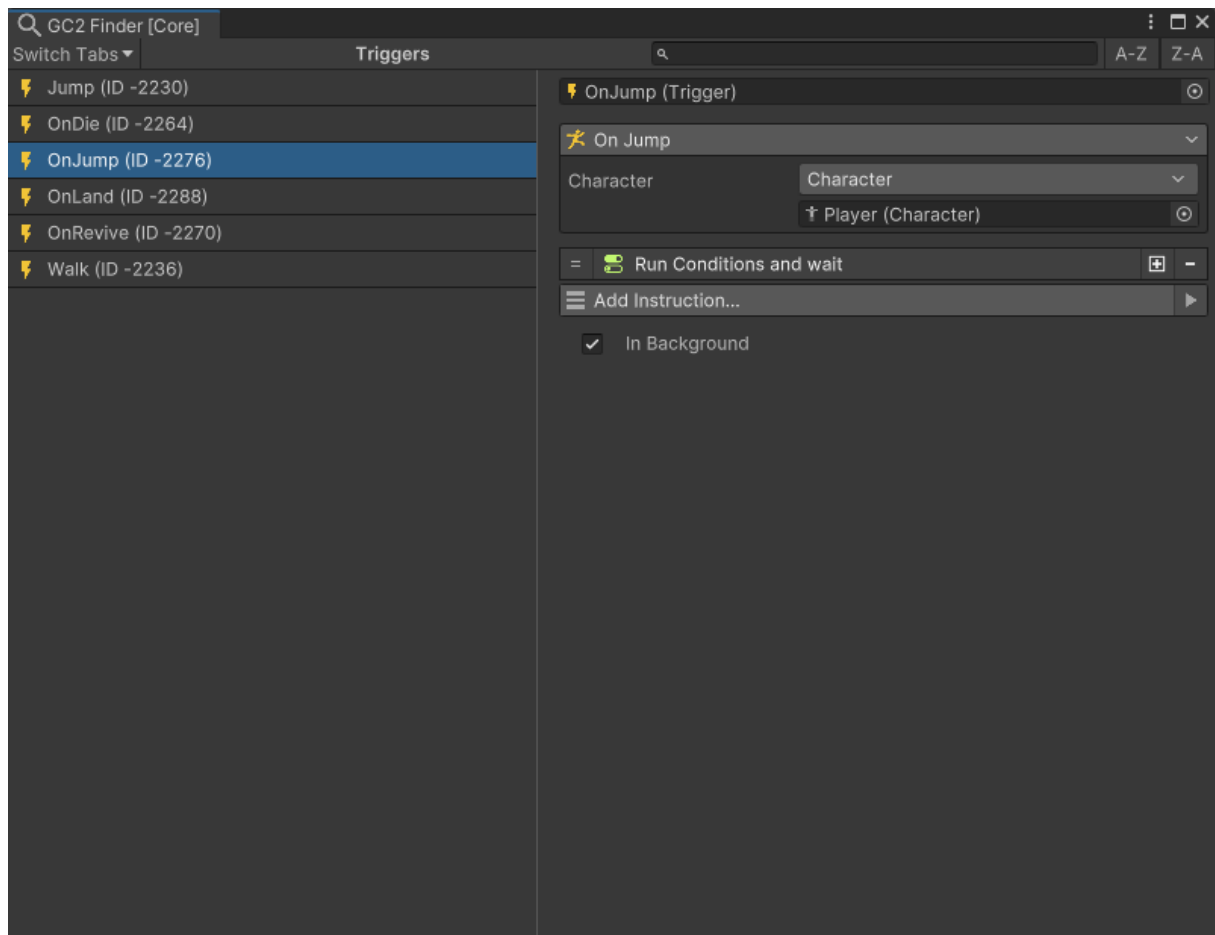 GC2 Finder [Core]
Switch Tabs Triggers A-Z Z-A
Jump (ID -2230)
OnDie (ID -2264)
OnJump (ID -2276)
OnLand (ID -2288)
OnRevive (ID -2270)
Walk (ID -2236)
OnJump (Trigger)
On Jump
Character Character
Player (Character)
Run Conditions and wait
Add Instruction...
In Background